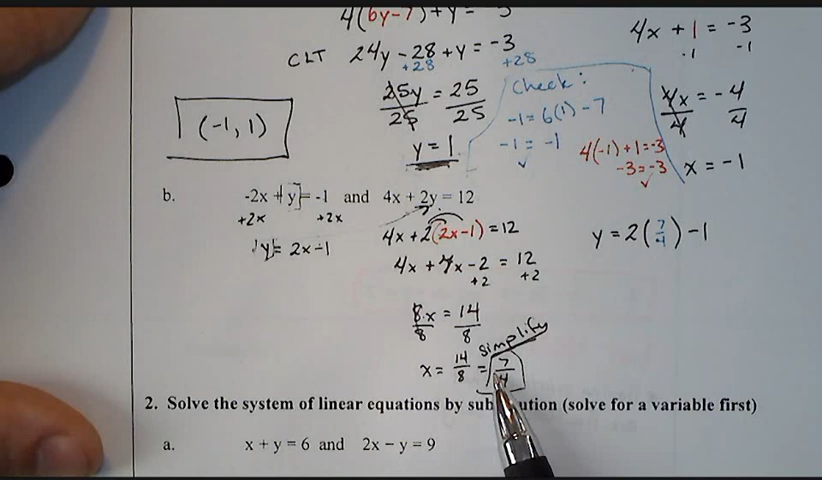 4(6y-7)+y = -3
CLT 24y - 28 + y = -3
+28 +28
25y = 25
25 25
y = 1
(-1, 1)
Check:
-1 = 6(1) - 7
-1 = -1
✓
4(-1) + 1 = -3
-3 = -3
✓
4x + 1 = -3
-1 -1
4x = -4
4 4
x = -1
b. -2x + y = -1 and 4x + 2y = 12
+2x +2x
y = 2x - 1
4x + 2(2x - 1) = 12
4x + 4x - 2 = 12
+2 +2
8x = 14
8 8
simplify
x = 14/8 = 7/4
y = 2(7/4) - 1
2. Solve the system of linear equations by substitution (solve for a variable first)
a. x + y = 6 and 2x − y = 9